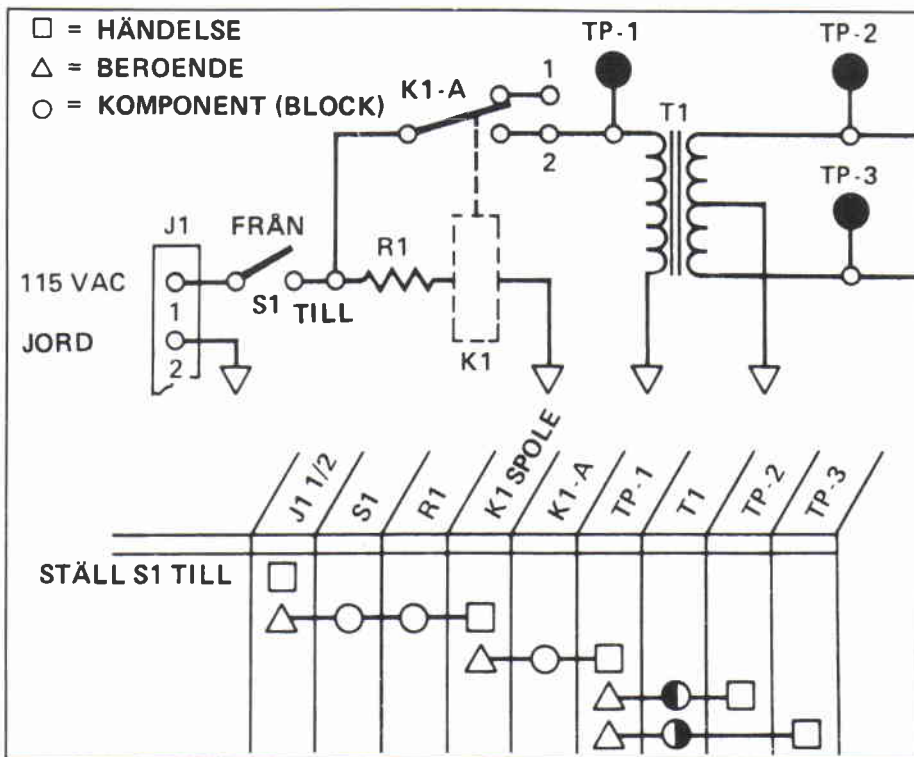 □ = HÄNDELSE
△ = BEROENDE
○ = KOMPONENT (BLOCK)
TP-1
TP-2
K1-A
1
2
T1
TP-3
J1
FRÅN
R1
115 VAC
1
S1
TILL
JORD
2
K1
J1 1/2
S1
R1
K1 SPOLE
K1-A
TP-1
T1
TP-2
TP-3
STÄLL S1 TILL